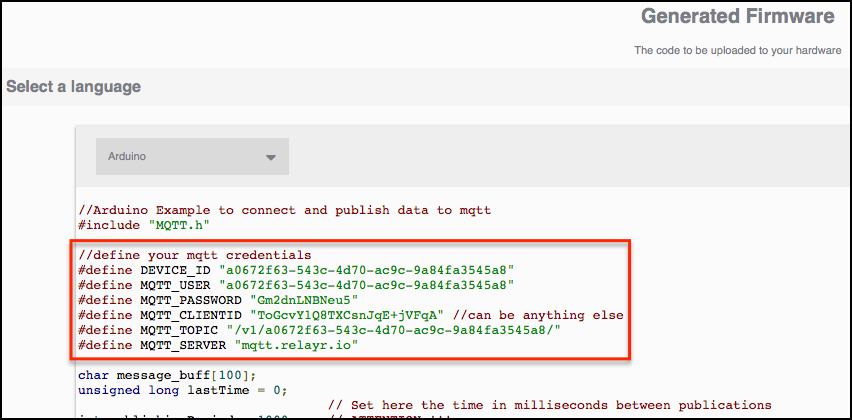 Generated Firmware
The code to be uploaded to your hardware
Select a language
Arduino
//Arduino Example to connect and publish data to mqtt
#include "MQTT.h"
//define your mqtt credentials
#define DEVICE_ID "a0672f63-543c-4d70-ac9c-9a84fa3545a8"
#define MQTT_USER "a0672f63-543c-4d70-ac9c-9a84fa3545a8"
#define MQTT_PASSWORD "Gm2dnLNBNeu5"
#define MQTT_CLIENTID "ToGcvYlQ8TXCsnJqE+jVFqA" //can be anything else
#define MQTT_TOPIC "/v1/a0672f63-543c-4d70-ac9c-9a84fa3545a8/"
#define MQTT_SERVER "mqtt.relayr.io"
char message_buff[100];
unsigned long lastTime = 0;
// Set here the time in milliseconds between publications